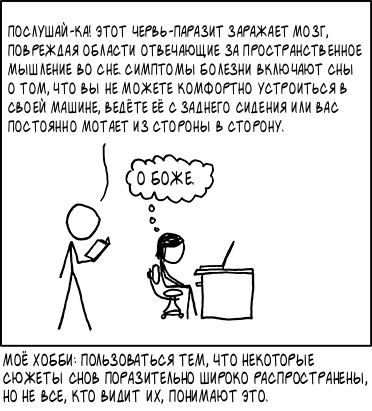 ПОСЛУШАЙ-КА! ЭТОТ ЧЕРВЬ-ПАРАЗИТ ЗАРАЖАЕТ МОЗГ,
ПОВРЕЖДАЯ ОБЛАСТИ ОТВЕЧАЮЩИЕ ЗА ПРОСТРАНСТВЕННОЕ
МЫШЛЕНИЕ ВО СНЕ. СИМПТОМЫ БОЛЕЗНИ ВКЛЮЧАЮТ СНЫ
О ТОМ, ЧТО ВЫ НЕ МОЖЕТЕ КОМФОРТНО УСТРОИТЬСЯ В
СВОЕЙ МАШИНЕ, ВЕДЁТЕ ЕЁ С ЗАДНЕГО СИДЕНИЯ ИЛИ ВАС
ПОСТОЯННО МОТАЕТ ИЗ СТОРОНЫ В СТОРОНУ.
О БОЖЕ.
МОЁ ХОББИ: ПОЛЬЗОВАТЬСЯ ТЕМ, ЧТО НЕКОТОРЫЕ
СЮЖЕТЫ СНОВ ПОРАЗИТЕЛЬНО ШИРОКО РАСПРОСТРАНЕНЫ,
НО НЕ ВСЕ, КТО ВИДИТ ИХ, ПОНИМАЮТ ЭТО.